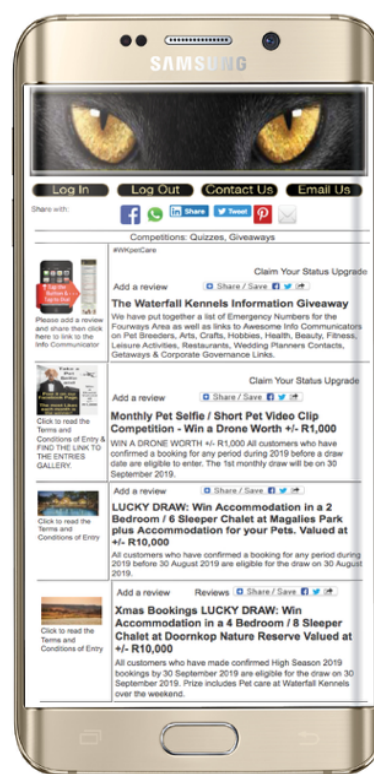 SAMSUNG
Log In
Log Out
Contact Us
Email Us
Share with:
Share
Tweet
Competitions: Quizzes, Giveaways
#WKpetCare
Claim Your Status Upgrade
Add a review
Share / Save
The Waterfall Kennels Information Giveaway
We have put together a list of Emergency Numbers for the
Fourways Area as well as links to Awesome Info Communicators
on Pet Breeders, Arts, Crafts, Hobbies, Health, Beauty, Fitness,
Leisure Activities, Restaurants, Wedding Planners Contacts,
Getaways & Corporate Governance Links.
Please add a review
and share then click
here to link to the
Info Communicator
Claim Your Status Upgrade
Add a review
Share / Save
Monthly Pet Selfie / Short Pet Video Clip
Competition - Win a Drone Worth +/- R1,000
WIN A DRONE WORTH +/- R1,000 All customers who have
confirmed a booking for any period during 2019 before a draw
date are eligible to enter. The 1st monthly draw will be on 30
September 2019.
Take a
Pet
Selfie
Click to read the
Terms and
Conditions of Entry &
FIND THE LINK TO
THE ENTRIES
GALLERY.
Add a review
Share / Save
LUCKY DRAW: Win Accommodation in a 2
Bedroom / 6 Sleeper Chalet at Magalies Park
plus Accommodation for your Pets. Valued at
+/- R10,000
All customers who have confirmed a booking for any period during
2019 before 30 August 2019 are eligible for the draw on 30 August
2019.
Click to read the
Terms and
Conditions of Entry
Add a review
Reviews
Share / Save
Xmas Bookings LUCKY DRAW: Win
Accommodation in a 4 Bedroom / 8 Sleeper
Chalet at Doornkop Nature Reserve Valued at
+/- R10,000
All customers who have made confirmed High Season 2019
bookings by 30 September 2019 are eligible for the draw on 30
September 2019. Prize includes Pet care at Waterfall Kennels
over the weekend.
Click to read the
Terms and
Conditions of Entry